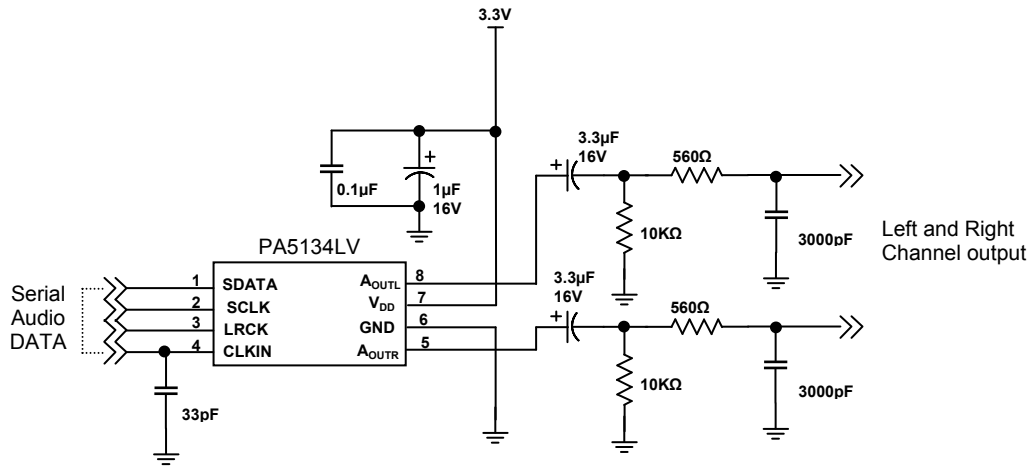 3.3V
0.1µF
+
1µF
16V
3.3µF
16V
+
560Ω
10KΩ
3000pF
Left and Right
Channel output
PA5134LV
Serial
Audio
DATA
1 SDATA
2 SCLK
3 LRCK
4 CLKIN
AOUTL 8
VDD 7
GND 6
AOUTR 5
33pF
3.3µF
16V
+
560Ω
10KΩ
3000pF